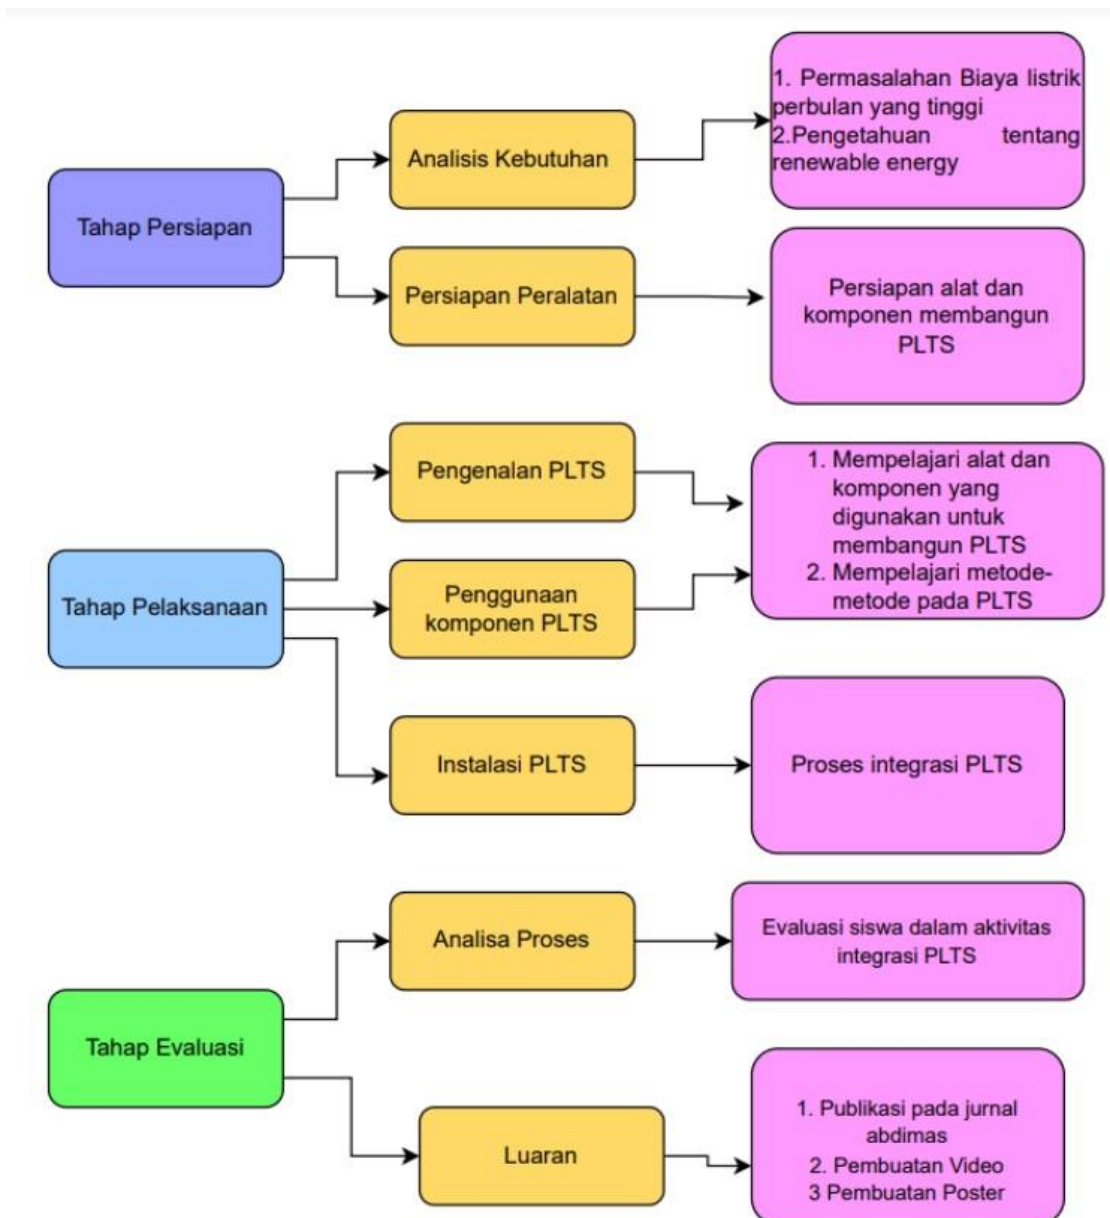 Tahap Persiapan
Analisis Kebutuhan
1. Permasalahan Biaya listrik
perbulan yang tinggi
2.Pengetahuan tentang
renewable energy
Persiapan Peralatan
Persiapan alat dan
komponen membangun
PLTS
Tahap Pelaksanaan
Pengenalan PLTS
Penggunaan
komponen PLTS
1. Mempelajari alat dan
komponen yang
digunakan untuk
membangun PLTS
2. Mempelajari metode-
metode pada PLTS
Instalasi PLTS
Proses integrasi PLTS
Tahap Evaluasi
Analisa Proses
Evaluasi siswa dalam aktivitas
integrasi PLTS
Luaran
1. Publikasi pada jurnal
abdimas
2. Pembuatan Video
3 Pembuatan Poster